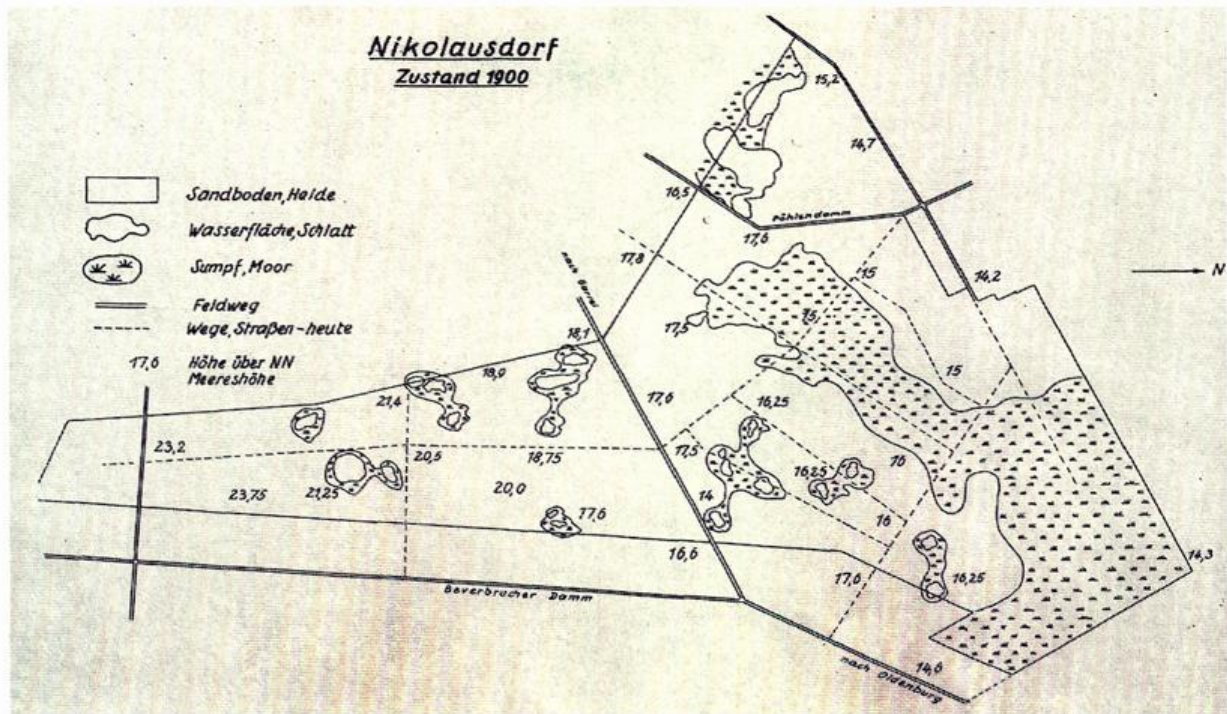 Nikolausdorf
Zustand 1900
Sandboden, Heide
Wasserfläche, Schlatt
Sumpf, Moor
Feldweg
Wege, Straßen-heute
17,6 Höhe über NN
Meereshöhe
15,2
14,7
16,5
Pühlendamm
17,6
17,8
15
14,2
N
nach Garrel
15
17,5
18,1
18,9
15
17,6
16,25
21,4
23,2
20,5
18,75
17,5
16,25
16
23,75
21,25
20,0
14
17,6
16
16,6
14,3
17,6
16,25
Beverbrucher Damm
nach Oldenburg
14,6